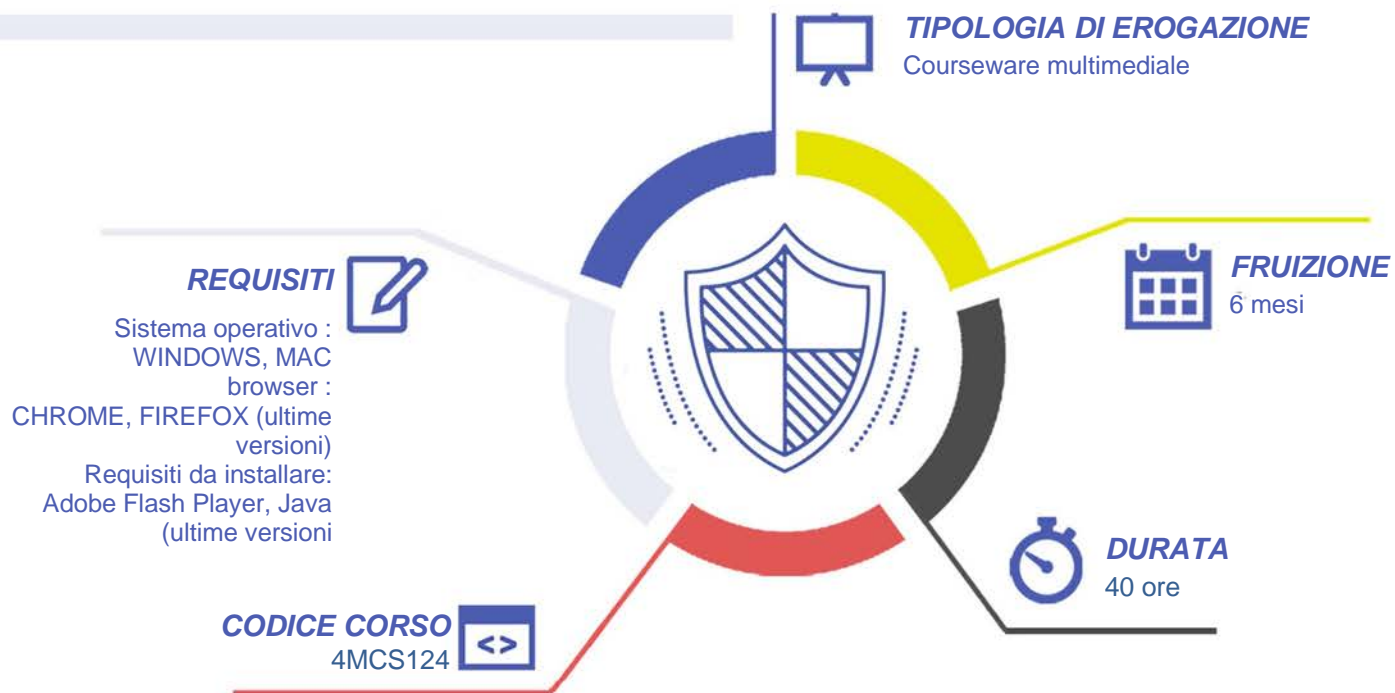 TIPOLOGIA DI EROGAZIONE
Courseware multimediale
REQUISITI
Sistema operativo :
WINDOWS, MAC
browser :
CHROME, FIREFOX (ultime
versioni)
Requisiti da installare:
Adobe Flash Player, Java
(ultime versioni
FRUIZIONE
6 mesi
DURATA
40 ore
CODICE CORSO
4MCS124
<>